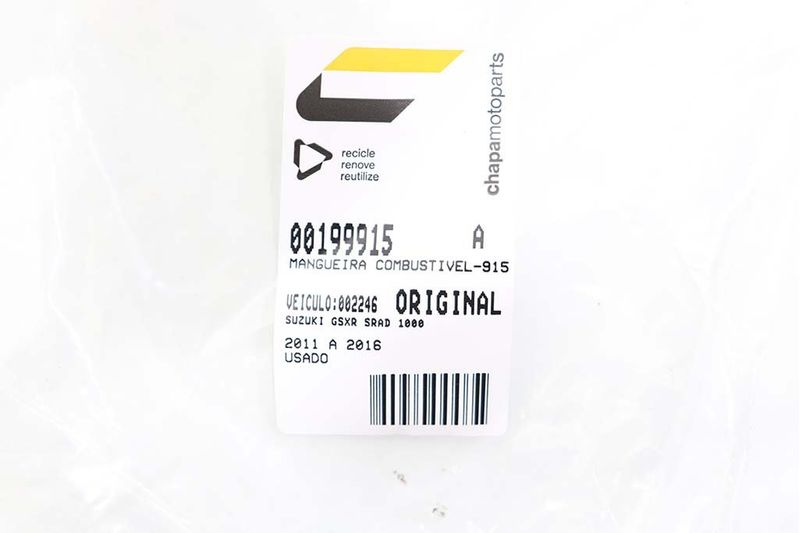 chapamotoparts
recicle
renove
reutilize
00199915 A
MANGUEIRA COMBUSTIVEL-915
VEICULO:002246 ORIGINAL
SUZUKI GSXR SRAD 1000
2011 A 2016
USADO